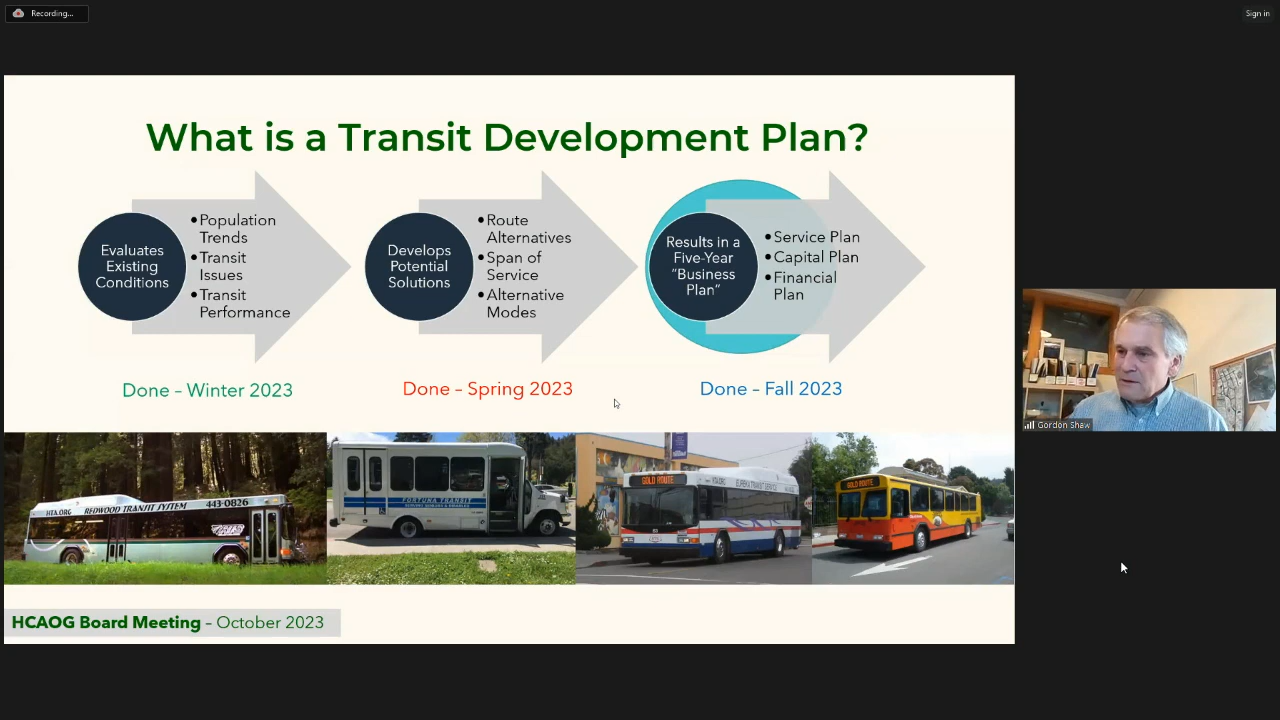 Recording...
Sign in
What is a Transit Development Plan?
Evaluates
Existing
Conditions
•Population
Trends
•Transit
Issues
•Transit
Performance
Develops
Potential
Solutions
•Route
Alternatives
•Span of
Service
•Alternative
Modes
Results in a
Five-Year
"Business
Plan"
•Service Plan
•Capital Plan
•Financial
Plan
Done – Winter 2023
Done – Spring 2023
Done – Fall 2023
HTA.ORG REDWOOD TRANSIT SYSTEM 443-0826
FORTUNA TRANSIT
GOLD ROUTE
EUREKA TRANSIT SERVICE
GOLD ROUTE
Gordon Shaw
HCAOG Board Meeting – October 2023